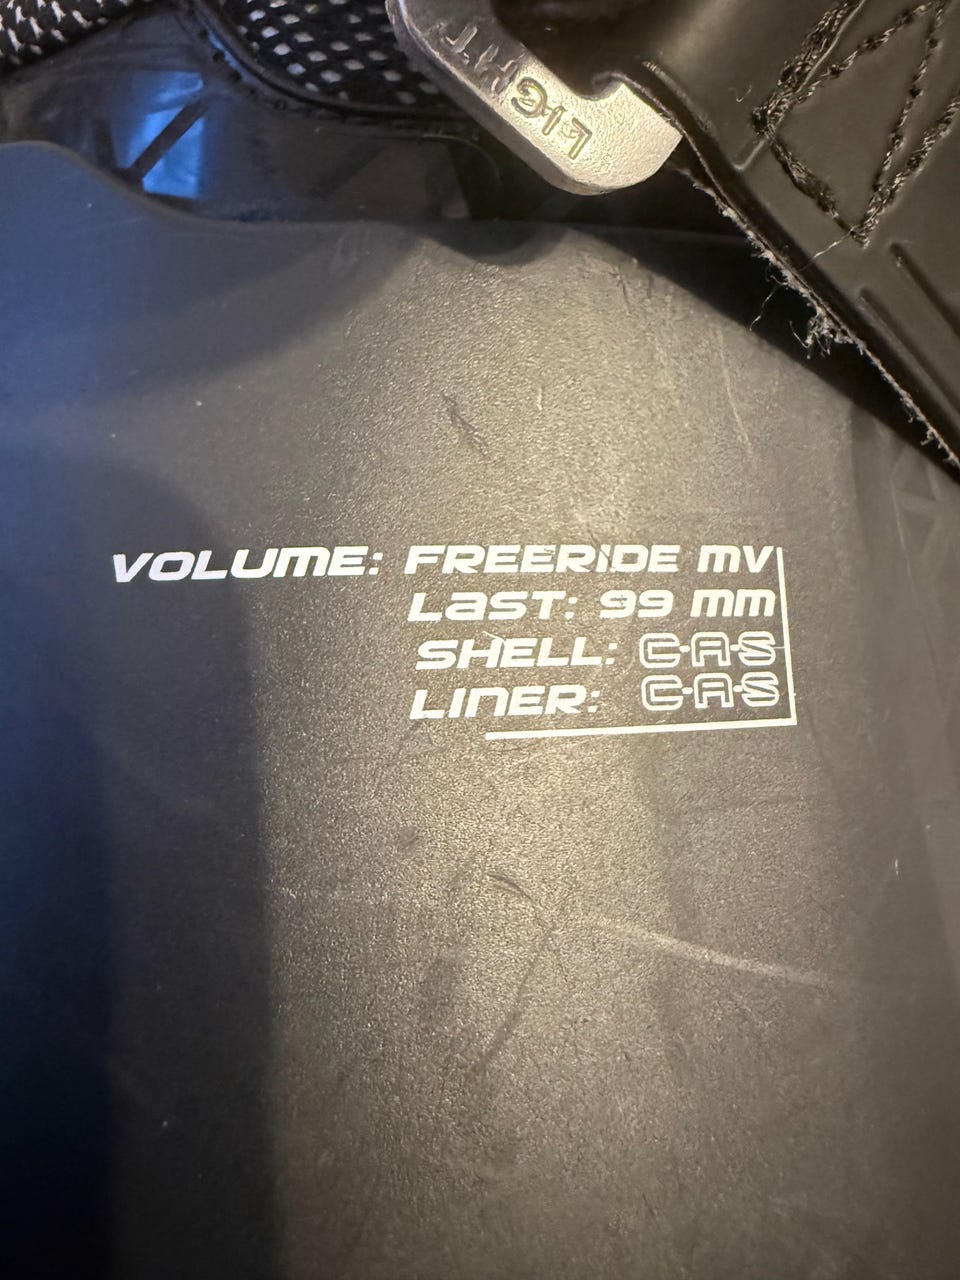 LIGHT
VOLUME: FREERIDE MV
LAST: 99 mm
SHELL: C·A·S
LINER: C·A·S